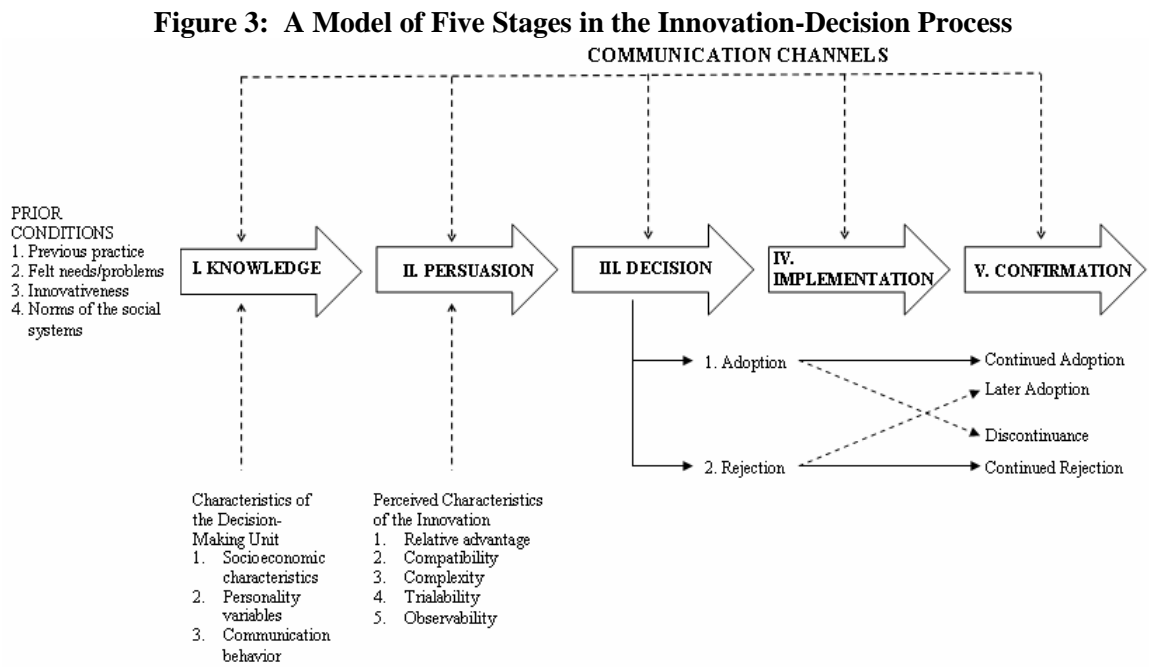 Figure 3: A Model of Five Stages in the Innovation-Decision Process
COMMUNICATION CHANNELS
PRIOR
CONDITIONS
1. Previous practice
2. Felt needs/problems
3. Innovativeness
4. Norms of the social
systems
I. KNOWLEDGE
II. PERSUASION
III. DECISION
IV.
IMPLEMENTATION
V. CONFIRMATION
1. Adoption
2. Rejection
Continued Adoption
Later Adoption
Discontinuance
Continued Rejection
Characteristics of
the Decision-
Making Unit
1. Socioeconomic
characteristics
2. Personality
variables
3. Communication
behavior
Perceived Characteristics
of the Innovation
1. Relative advantage
2. Compatibility
3. Complexity
4. Trialability
5. Observability